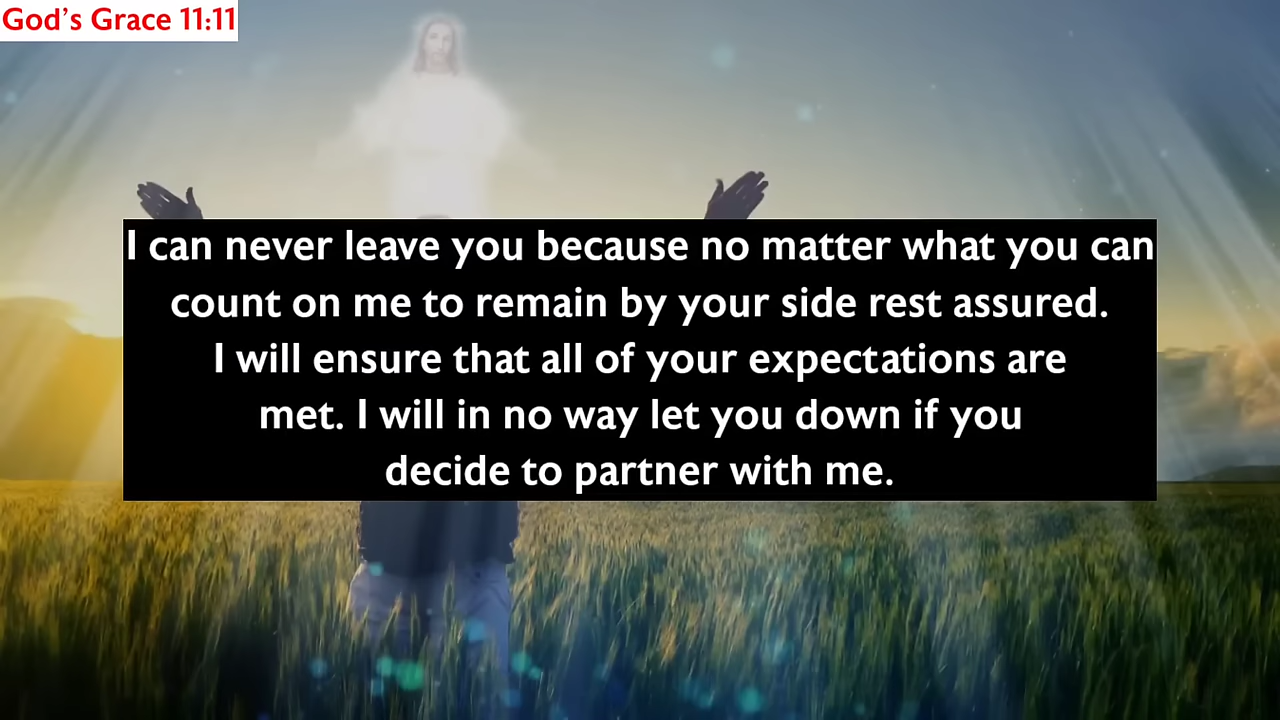 God's Grace 11:11
I can never leave you because no matter what you can
count on me to remain by your side rest assured.
I will ensure that all of your expectations are
met. I will in no way let you down if you
decide to partner with me.